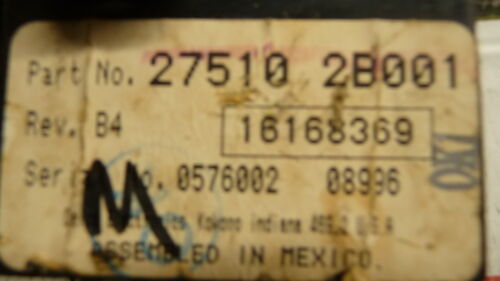 Part No. 27510 2B001
Rev. B4 16168369
No. 0576002 08996
M
Kokomo Indiana
ASSEMBLED IN MEXICO.